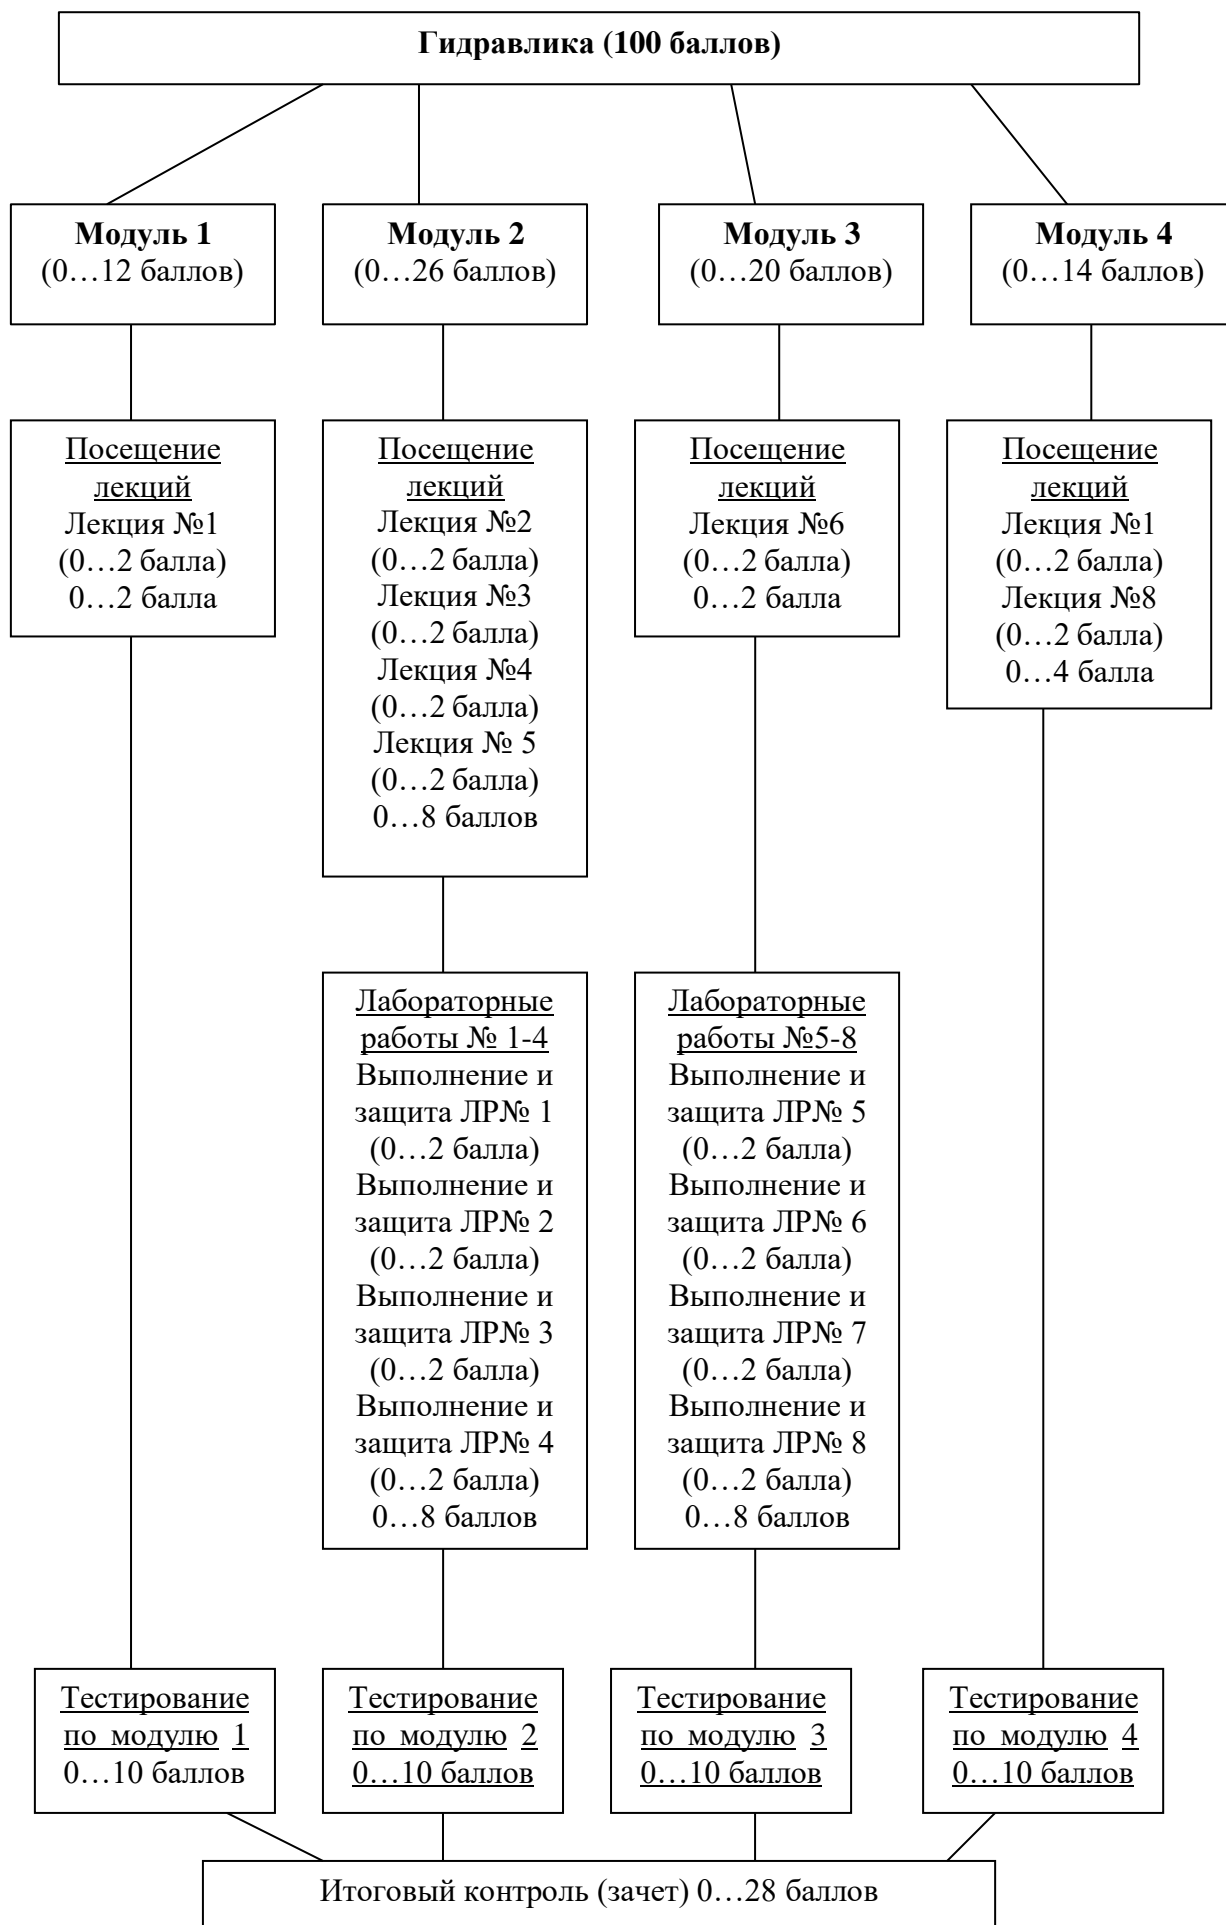 Гидравлика (100 баллов)
Модуль 1
(0…12 баллов)
Модуль 2
(0…26 баллов)
Модуль 3
(0…20 баллов)
Модуль 4
(0…14 баллов)
Посещение
лекций
Лекция №1
(0…2 балла)
0…2 балла
Посещение
лекций
Лекция №2
(0…2 балла)
Лекция №3
(0…2 балла)
Лекция №4
(0…2 балла)
Лекция № 5
(0…2 балла)
0…8 баллов
Посещение
лекций
Лекция №6
(0…2 балла)
0…2 балла
Посещение
лекций
Лекция №1
(0…2 балла)
Лекция №8
(0…2 балла)
0…4 балла
Лабораторные
работы № 1-4
Выполнение и
защита ЛР№ 1
(0…2 балла)
Выполнение и
защита ЛР№ 2
(0…2 балла)
Выполнение и
защита ЛР№ 3
(0…2 балла)
Выполнение и
защита ЛР№ 4
(0…2 балла)
0…8 баллов
Лабораторные
работы №5-8
Выполнение и
защита ЛР№ 5
(0…2 балла)
Выполнение и
защита ЛР№ 6
(0…2 балла)
Выполнение и
защита ЛР№ 7
(0…2 балла)
Выполнение и
защита ЛР№ 8
(0…2 балла)
0…8 баллов
Тестирование
по модулю 1
0…10 баллов
Тестирование
по модулю 2
0…10 баллов
Тестирование
по модулю 3
0…10 баллов
Тестирование
по модулю 4
0…10 баллов
Итоговый контроль (зачет) 0…28 баллов